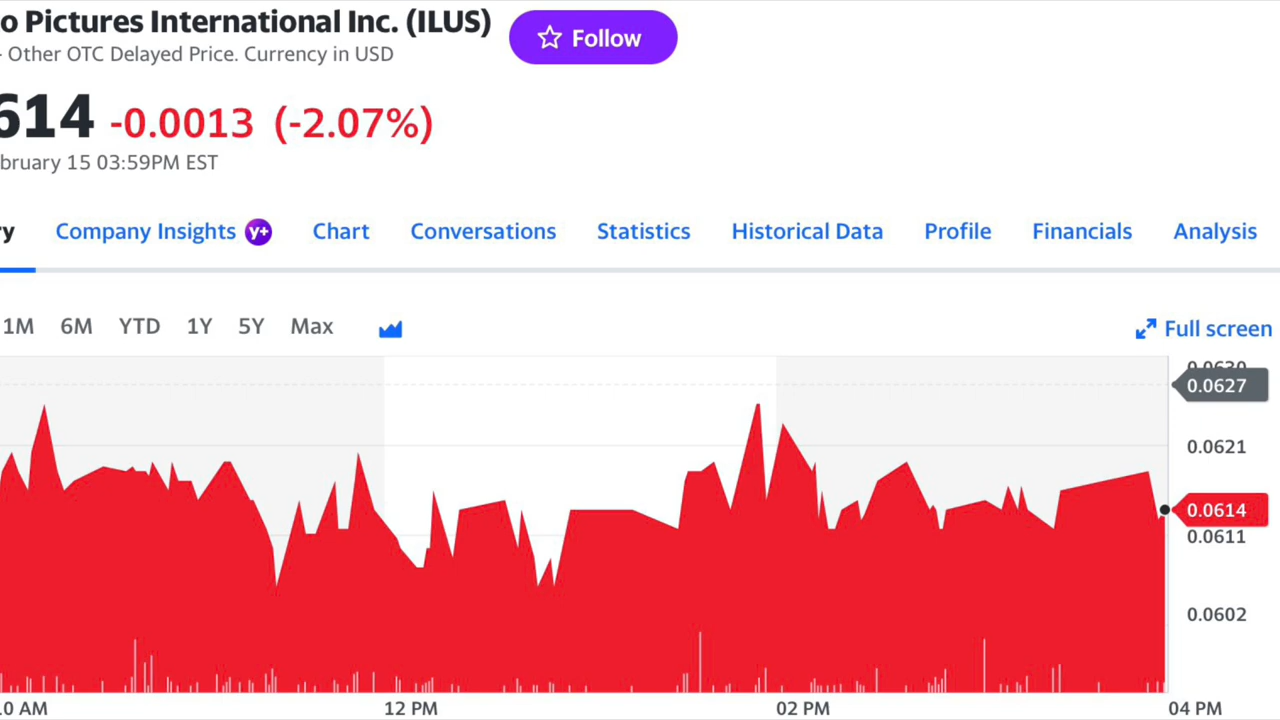 o Pictures International Inc. (ILUS)
Follow
- Other OTC Delayed Price. Currency in USD
614 -0.0013 (-2.07%)
bruary 15 03:59PM EST
ry Company Insights y+ Chart Conversations Statistics Historical Data Profile Financials Analysis
1M 6M YTD 1Y 5Y Max
Full screen
0.0630
0.0627
0.0621
0.0614
0.0611
0.0602
0 AM 12 PM 02 PM 04 PM